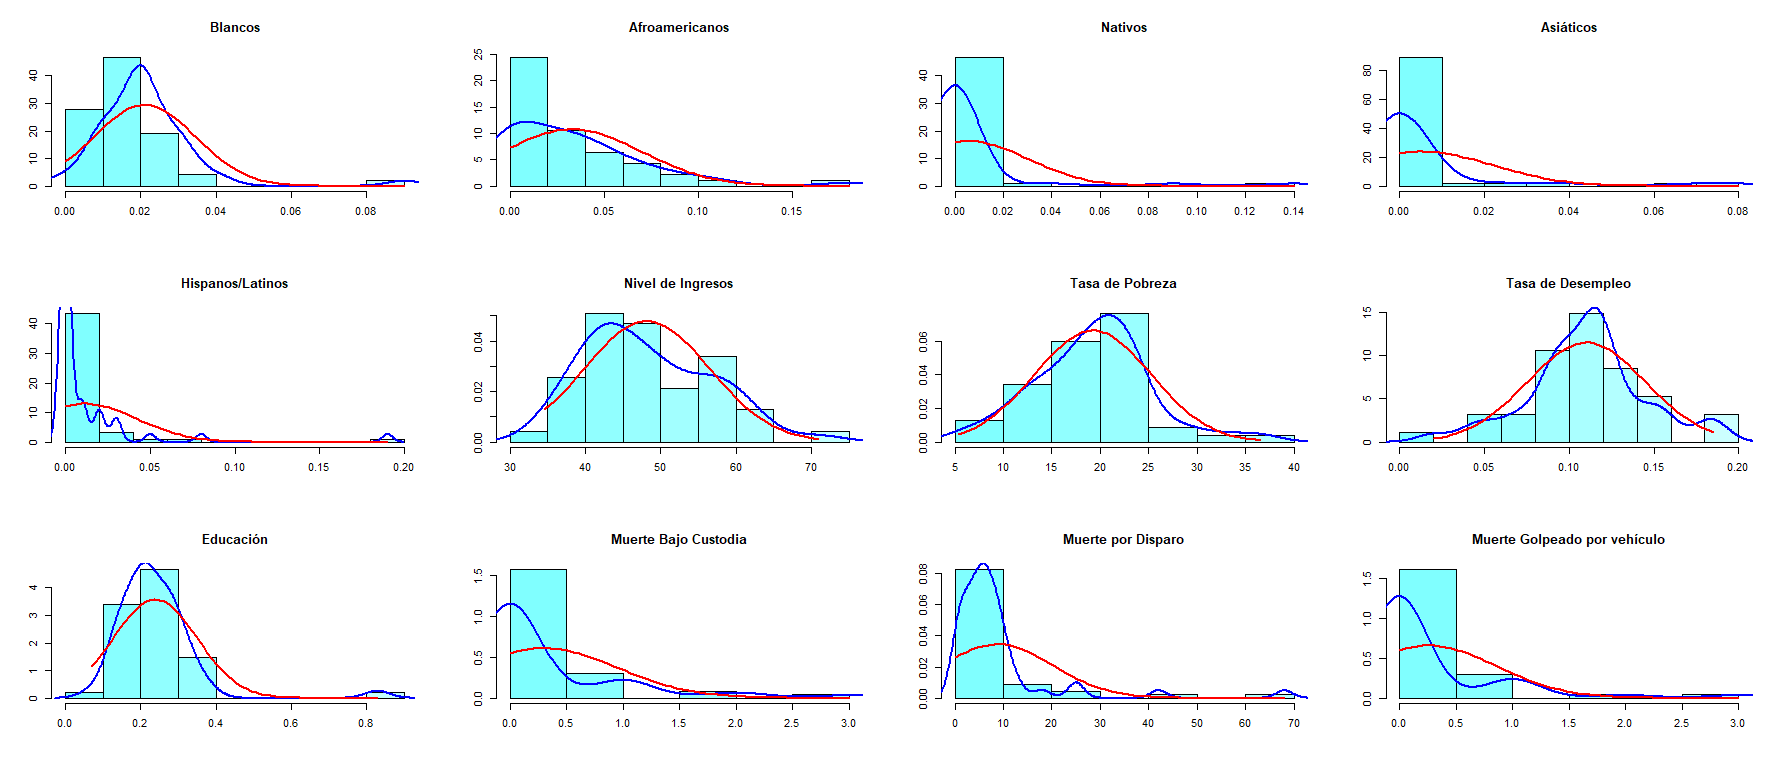 Blancos Afroamericanos Nativos Asiáticos
0 10 20 30 40
0.00 0.02 0.04 0.06 0.08
0 5 10 15 20 25
0.00 0.05 0.10 0.15
0 10 20 30 40
0.00 0.02 0.04 0.06 0.08 0.10 0.12 0.14
0 20 40 60 80
0.00 0.02 0.04 0.06 0.08
Hispanos/Latinos Nivel de Ingresos Tasa de Pobreza Tasa de Desempleo
0 10 20 30 40
0.00 0.05 0.10 0.15 0.20
0.00 0.02 0.04
30 40 50 60 70
0.00 0.02 0.04 0.06
5 10 15 20 25 30 35 40
0 5 10 15
0.00 0.05 0.10 0.15 0.20
Educación Muerte Bajo Custodia Muerte por Disparo Muerte Golpeado por vehículo
0 1 2 3 4
0.0 0.2 0.4 0.6 0.8
0.0 0.5 1.0 1.5
0.0 0.5 1.0 1.5 2.0 2.5 3.0
0.00 0.02 0.04 0.06 0.08
0 10 20 30 40 50 60 70
0.0 0.5 1.0 1.5
0.0 0.5 1.0 1.5 2.0 2.5 3.0